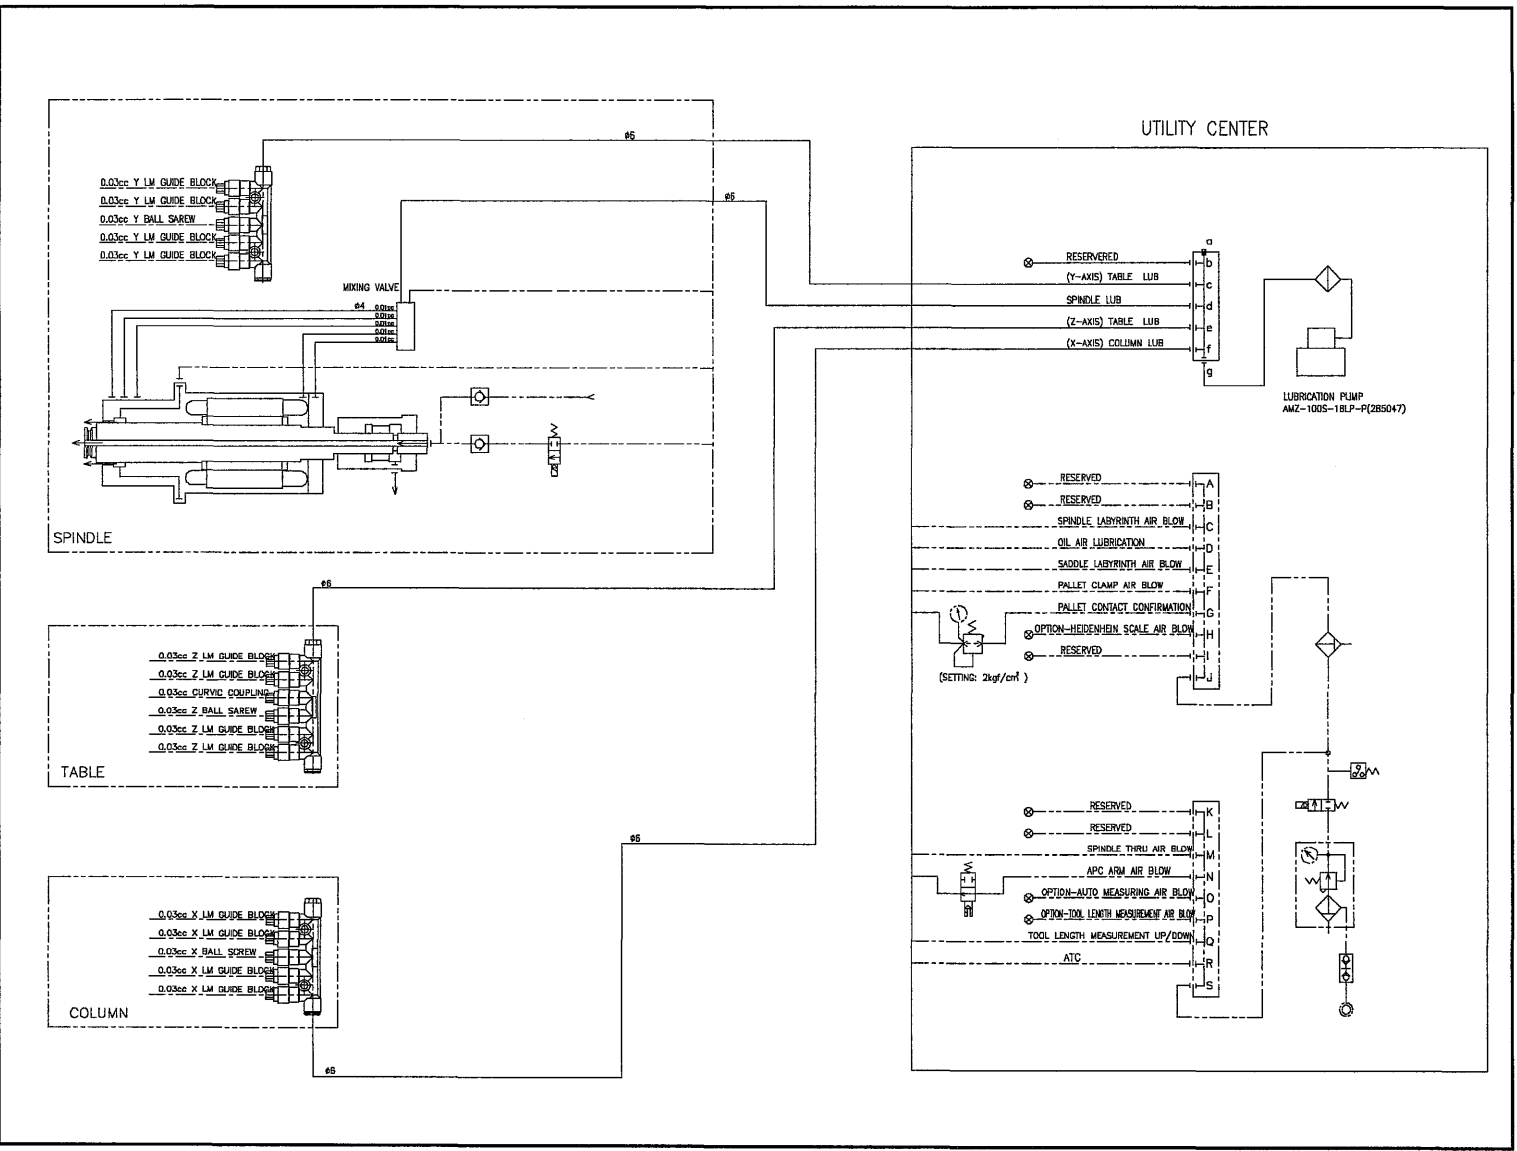 UTILITY CENTER
ø6
0.03cc Y LM GUIDE BLOCK
0.03cc Y LM GUIDE BLOCK
0.03cc Y BALL SAREW
0.03cc Y LM GUIDE BLOCK
0.03cc Y LM GUIDE BLOCK
ø6
MIXING VALVE
ø4
0.01cc
0.01cc
0.01cc
0.01cc
0.01cc
SPINDLE
ø6
0.03cc Z LM GUIDE BLOCK
0.03cc Z LM GUIDE BLOCK
0.03cc CURVIC COUPLING
0.03cc Z BALL SAREW
0.03cc Z LM GUIDE BLOCK
0.03cc Z LM GUIDE BLOCK
TABLE
ø6
0.03cc X LM GUIDE BLOCK
0.03cc X LM GUIDE BLOCK
0.03cc X BALL SCREW
0.03cc X LM GUIDE BLOCK
0.03cc X LM GUIDE BLOCK
COLUMN
ø6
a
RESERVERED b
(Y-AXIS) TABLE LUB c
SPINDLE LUB d
(Z-AXIS) TABLE LUB e
(X-AXIS) COLUMN LUB f
g
LUBRICATION PUMP
AMZ-100S-18LP-P(2B5047)
RESERVED A
RESERVED B
SPINDLE LABYRINTH AIR BLOW C
OIL AIR LUBRICATION D
SADDLE LABYRINTH AIR BLOW E
PALLET CLAMP AIR BLOW F
PALLET CONTACT CONFIRMATION G
OPTION-HEIDENHEIN SCALE AIR BLOW H
RESERVED I
J
(SETTING: 2kgf/cm²)
RESERVED K
RESERVED L
SPINDLE THRU AIR BLOW M
APC ARM AIR BLOW N
OPTION-AUTO MEASURING AIR BLOW O
OPTION-TOOL LENGTH MEASUREMENT AIR BLOW P
TOOL LENGTH MEASUREMENT UP/DOWN Q
ATC R
S